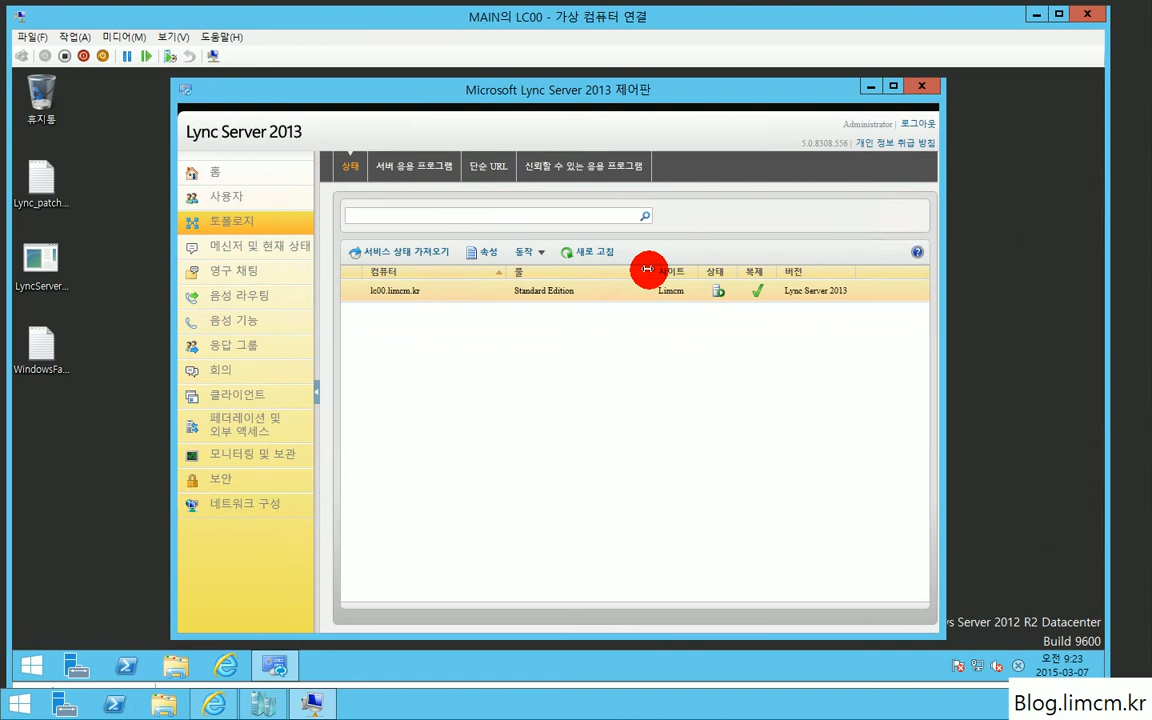 MAIN의 LC00 - 가상 컴퓨터 연결
파일(F) 작업(A) 미디어(M) 보기(V) 도움말(H)
휴지통
Lync_patch...
LyncServer...
WindowsFa...
Microsoft Lync Server 2013 제어판
Lync Server 2013
Administrator | 로그아웃
5.0.8308.556 | 개인 정보 취급 방침
홈
사용자
토폴로지
메신저 및 현재 상태
영구 채팅
음성 라우팅
음성 기능
응답 그룹
회의
클라이언트
페더레이션 및
외부 액세스
모니터링 및 보관
보안
네트워크 구성
상태 서버 응용 프로그램 단순 URL 신뢰할 수 있는 응용 프로그램
서비스 상태 가져오기 속성 동작 새로 고침
컴퓨터 풀 사이트 상태 복제 버전
lc00.limcm.kr Standard Edition Limcm Lync Server 2013
Server 2012 R2 Datacenter
Build 9600
오전 9:23
2015-03-07
Blog.limcm.kr